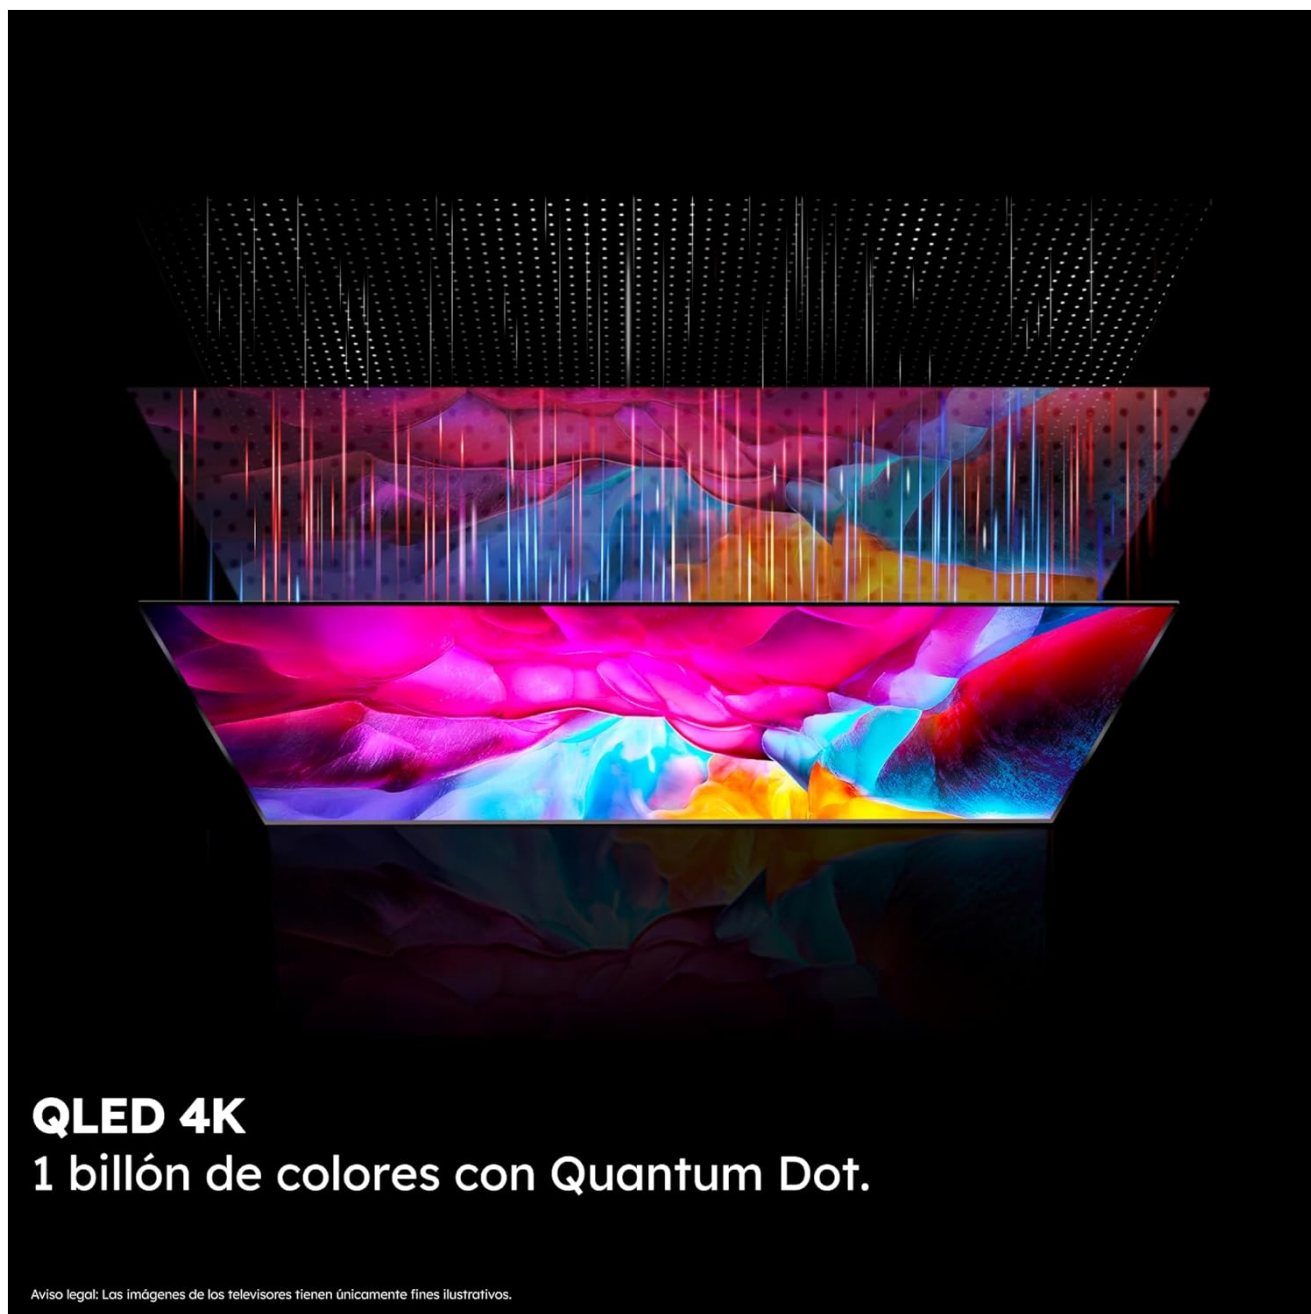 QLED 4K
1 billón de colores con Quantum Dot.
Aviso legal: Las imágenes de los televisores tienen únicamente fines ilustrativos.